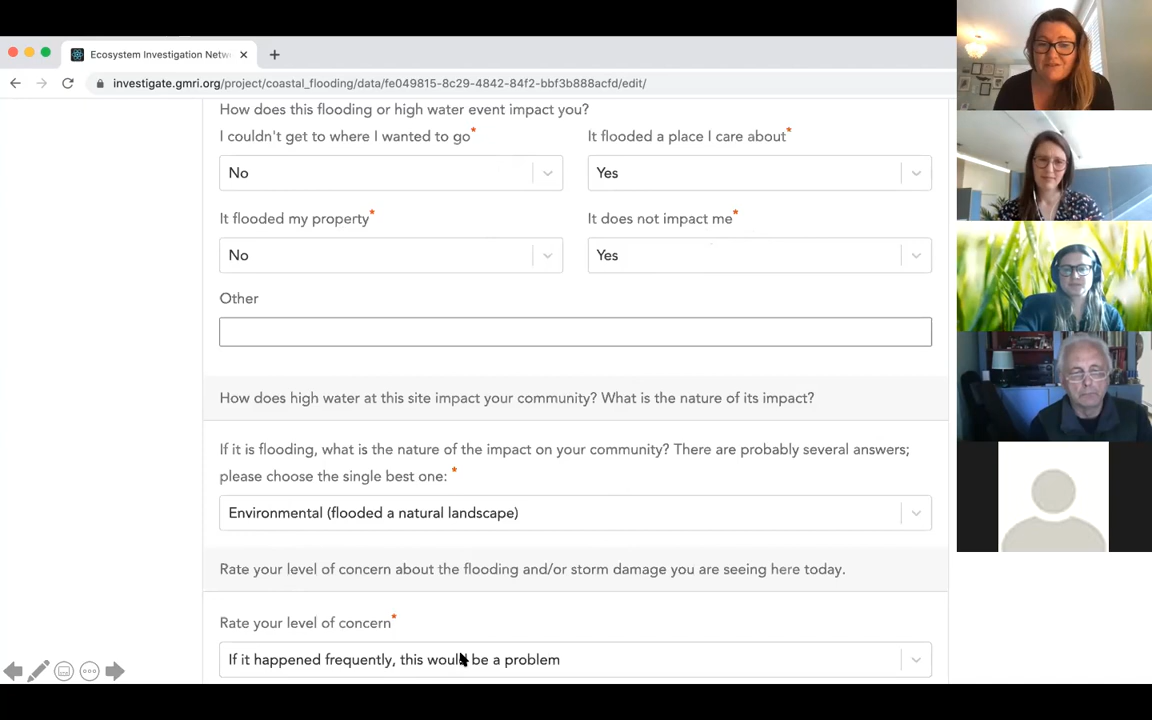 Ecosystem Investigation Netw
investigate.gmri.org/project/coastal_flooding/data/fe049815-8c29-4842-84f2-bbf3b888acfd/edit/
How does this flooding or high water event impact you?
I couldn't get to where I wanted to go*
It flooded a place I care about*
No
Yes
It flooded my property*
It does not impact me*
No
Yes
Other
How does high water at this site impact your community? What is the nature of its impact?
If it is flooding, what is the nature of the impact on your community? There are probably several answers;
please choose the single best one: *
Environmental (flooded a natural landscape)
Rate your level of concern about the flooding and/or storm damage you are seeing here today.
Rate your level of concern*
If it happened frequently, this would be a problem